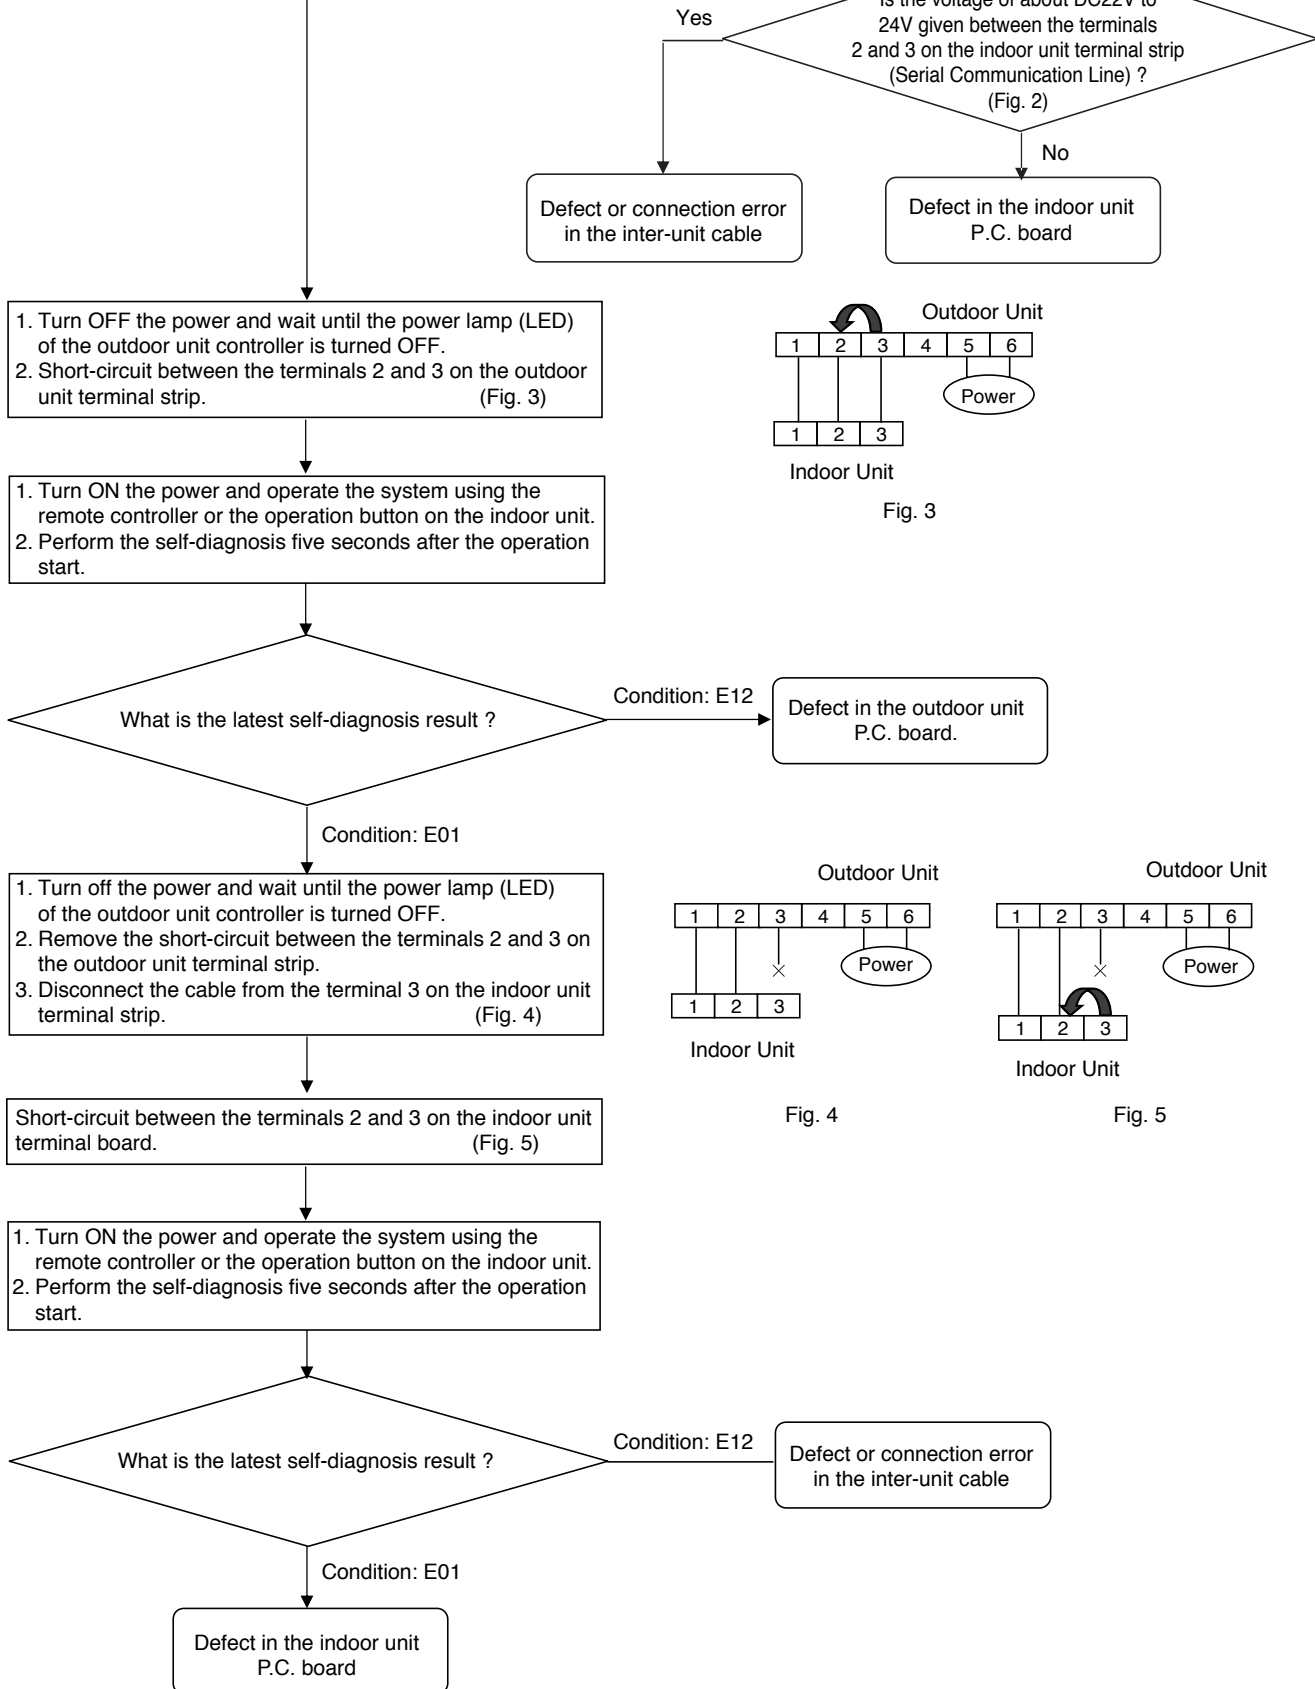 Is the voltage of about DC22V to
24V given between the terminals
2 and 3 on the indoor unit terminal strip
(Serial Communication Line) ?
(Fig. 2)
Yes
No
Defect or connection error
in the inter-unit cable
Defect in the indoor unit
P.C. board
1. Turn OFF the power and wait until the power lamp (LED)
of the outdoor unit controller is turned OFF.
2. Short-circuit between the terminals 2 and 3 on the outdoor
unit terminal strip. (Fig. 3)
Outdoor Unit
1 2 3 4 5 6
Power
1 2 3
Indoor Unit
Fig. 3
1. Turn ON the power and operate the system using the
remote controller or the operation button on the indoor unit.
2. Perform the self-diagnosis five seconds after the operation
start.
What is the latest self-diagnosis result ?
Condition: E12
Defect in the outdoor unit
P.C. board.
Condition: E01
1. Turn off the power and wait until the power lamp (LED)
of the outdoor unit controller is turned OFF.
2. Remove the short-circuit between the terminals 2 and 3 on
the outdoor unit terminal strip.
3. Disconnect the cable from the terminal 3 on the indoor unit
terminal strip. (Fig. 4)
Outdoor Unit
1 2 3 4 5 6
Power
1 2 3
Indoor Unit
Fig. 4
Outdoor Unit
1 2 3 4 5 6
Power
1 2 3
Indoor Unit
Fig. 5
Short-circuit between the terminals 2 and 3 on the indoor unit
terminal board. (Fig. 5)
1. Turn ON the power and operate the system using the
remote controller or the operation button on the indoor unit.
2. Perform the self-diagnosis five seconds after the operation
start.
What is the latest self-diagnosis result ?
Condition: E12
Defect or connection error
in the inter-unit cable
Condition: E01
Defect in the indoor unit
P.C. board